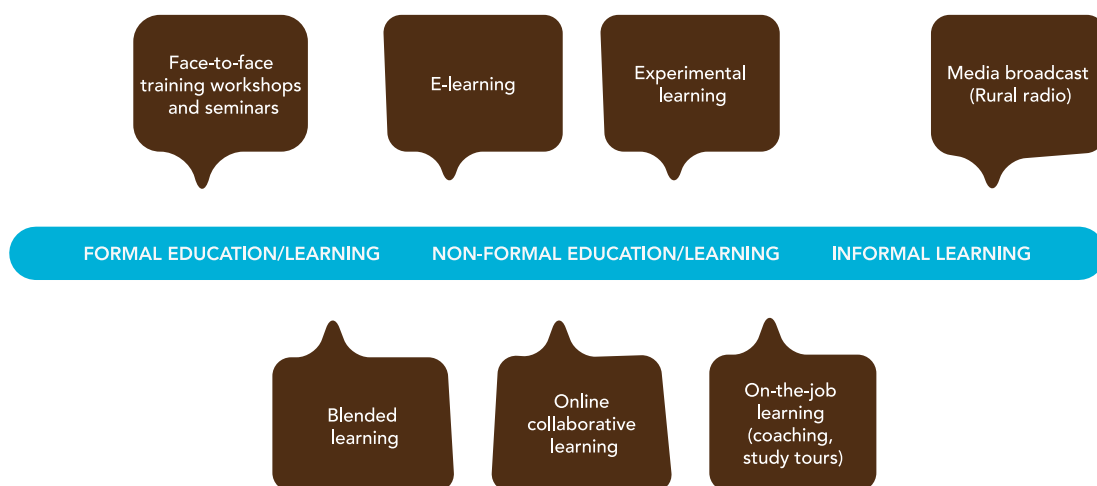 Face-to-face
training workshops
and seminars
E-learning
Experimental
learning
Media broadcast
(Rural radio)
FORMAL EDUCATION/LEARNING
NON-FORMAL EDUCATION/LEARNING
INFORMAL LEARNING
Blended
learning
Online
collaborative
learning
On-the-job
learning
(coaching,
study tours)